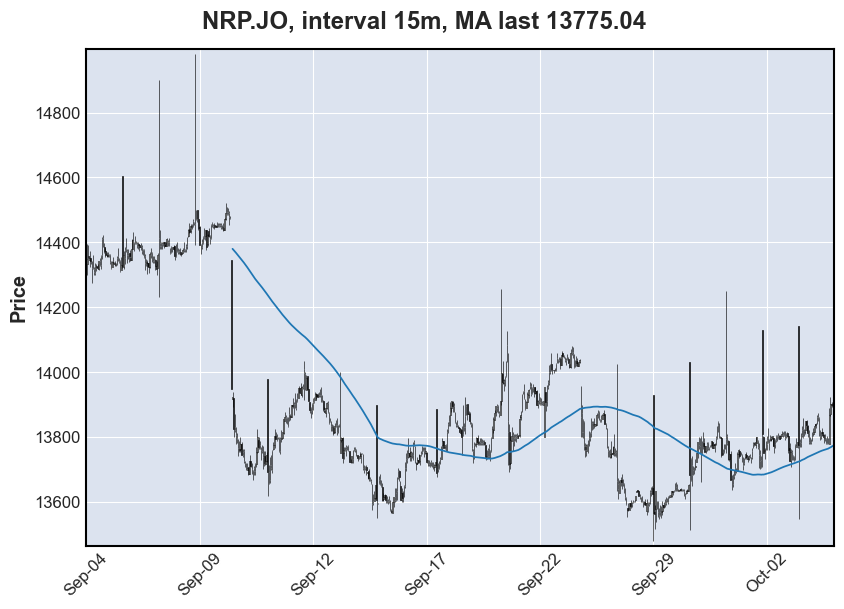 NRP.JO, interval 15m, MA last 13775.04
Price
14800
14600
14400
14200
14000
13800
13600
Sep-04
Sep-09
Sep-12
Sep-17
Sep-22
Sep-29
Oct-02